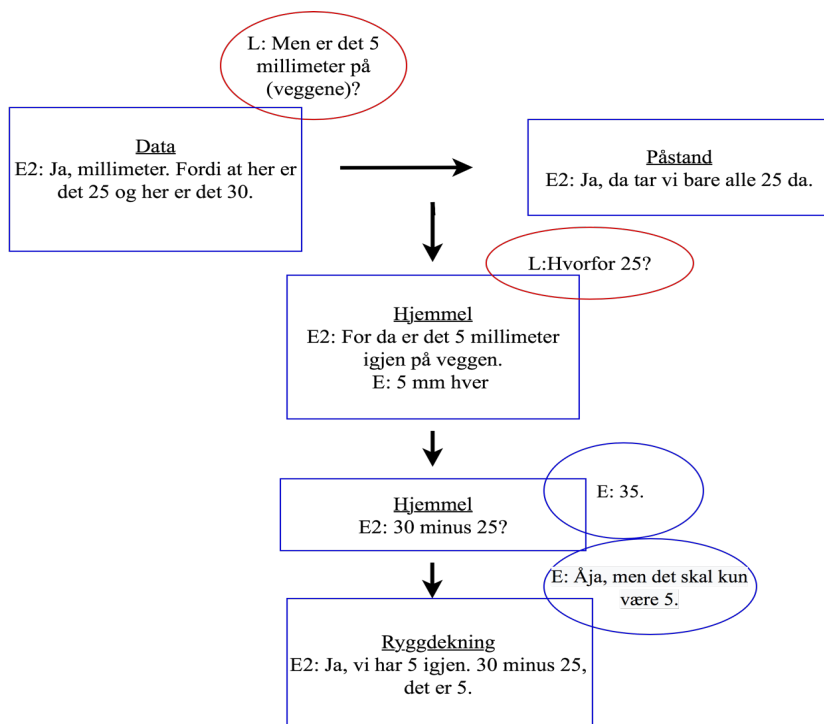 L: Men er det 5
millimeter på
(veggene)?
Data
E2: Ja, millimeter. Fordi at her er
det 25 og her er det 30.
Påstand
E2: Ja, da tar vi bare alle 25 da.
L:Hvorfor 25?
Hjemmel
E2: For da er det 5 millimeter
igjen på veggen.
E: 5 mm hver
Hjemmel
E2: 30 minus 25?
E: 35.
E: Åja, men det skal kun
være 5.
Ryggdekning
E2: Ja, vi har 5 igjen. 30 minus 25,
det er 5.